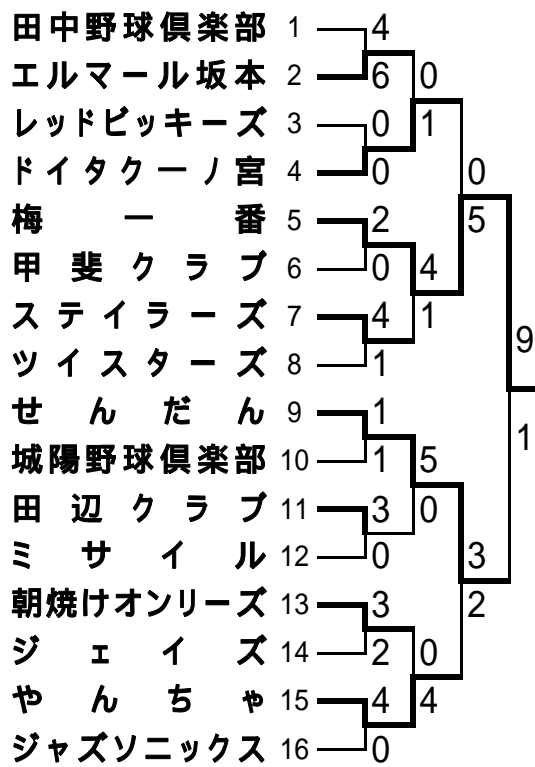 田中野球倶楽部 1 4
エルマール坂本 2 6 0
レッドビッキーズ 3 0 1
ドイタク一ノ宮 4 0 0
梅一番 5 2 5
甲斐クラブ 6 0 4
ステイラーズ 7 4 1 9
ツイスターズ 8 1
せんだん 9 1 1
城陽野球倶楽部 10 1 5
田辺クラブ 11 3 0
ミサイル 12 0 3
朝焼けオンリーズ 13 3 2
ジェイズ 14 2 0
やんちゃ 15 4 4
ジャズソニックス 16 0